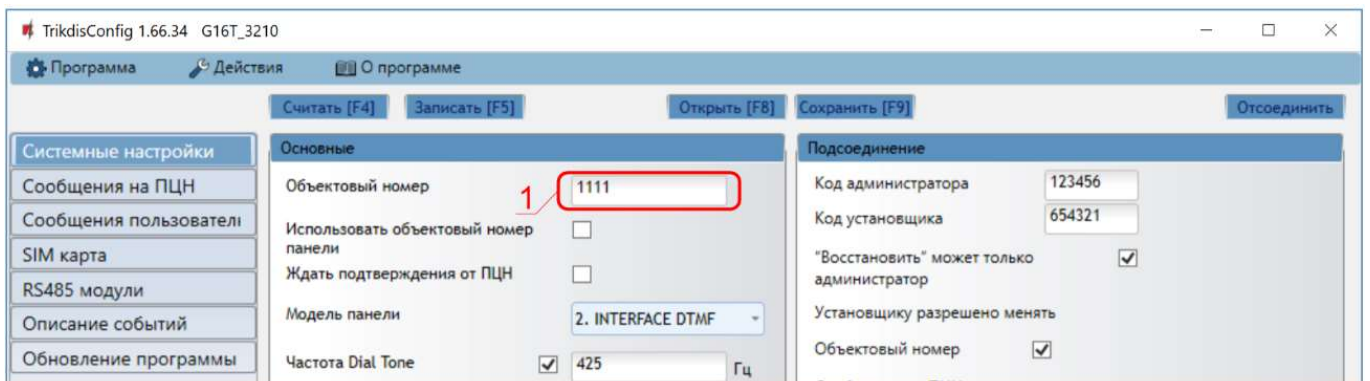 TrikdisConfig 1.66.34 G16T_3210
Программа Действия О программе
Считать [F4] Записать [F5] Открыть [F8] Сохранить [F9] Отсоединить
Системные настройки
Сообщения на ПЦН
Сообщения пользовател
SIM карта
RS485 модули
Описание событий
Обновление программы
Основные
Объектовый номер 1 1111
Использовать объектовый номер
панели
Ждать подтверждения от ПЦН
Модель панели 2. INTERFACE DTMF
Частота Dial Tone 425 Гц
Подсоединение
Код администратора 123456
Код установщика 654321
"Восстановить" может только
администратор
Установщику разрешено менять
Объектовый номер